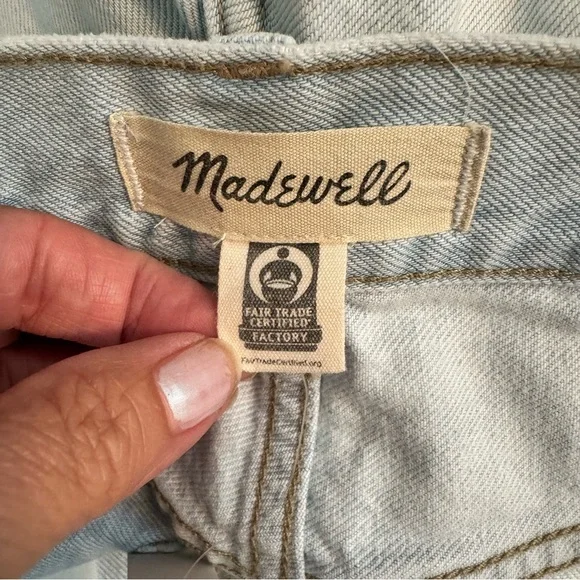 Madewell
FAIR TRADE
CERTIFIED
FACTORY
FairTradeCertified.org